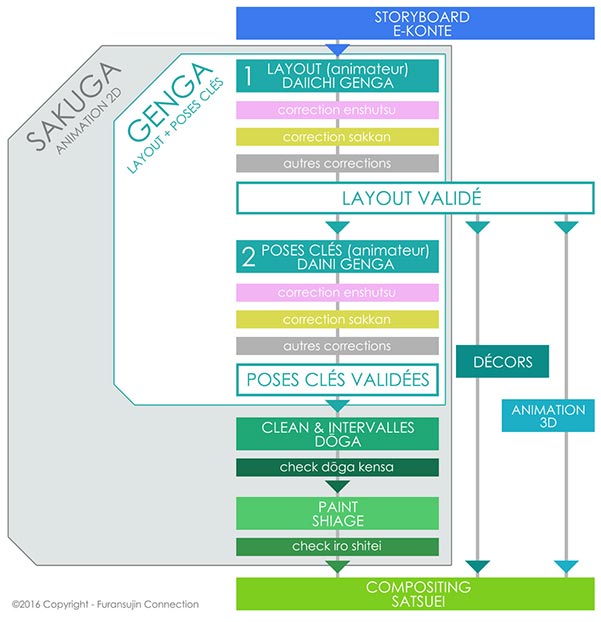 STORYBOARD
E-KONTE
SAKUGA
ANIMATION 2D
GENGA
LAYOUT + POSES CLÉS
1 LAYOUT (animateur)
DAIICHI GENGA
correction enshutsu
correction sakkan
autres corrections
LAYOUT VALIDÉ
2 POSES CLÉS (animateur)
DAINI GENGA
correction enshutsu
correction sakkan
autres corrections
POSES CLÉS VALIDÉES
DÉCORS
ANIMATION
3D
CLEAN & INTERVALLES
DŌGA
check dōga kensa
PAINT
SHIAGE
check iro shitei
COMPOSITING
SATSUEI
©2016 Copyright - Furansujin Connection